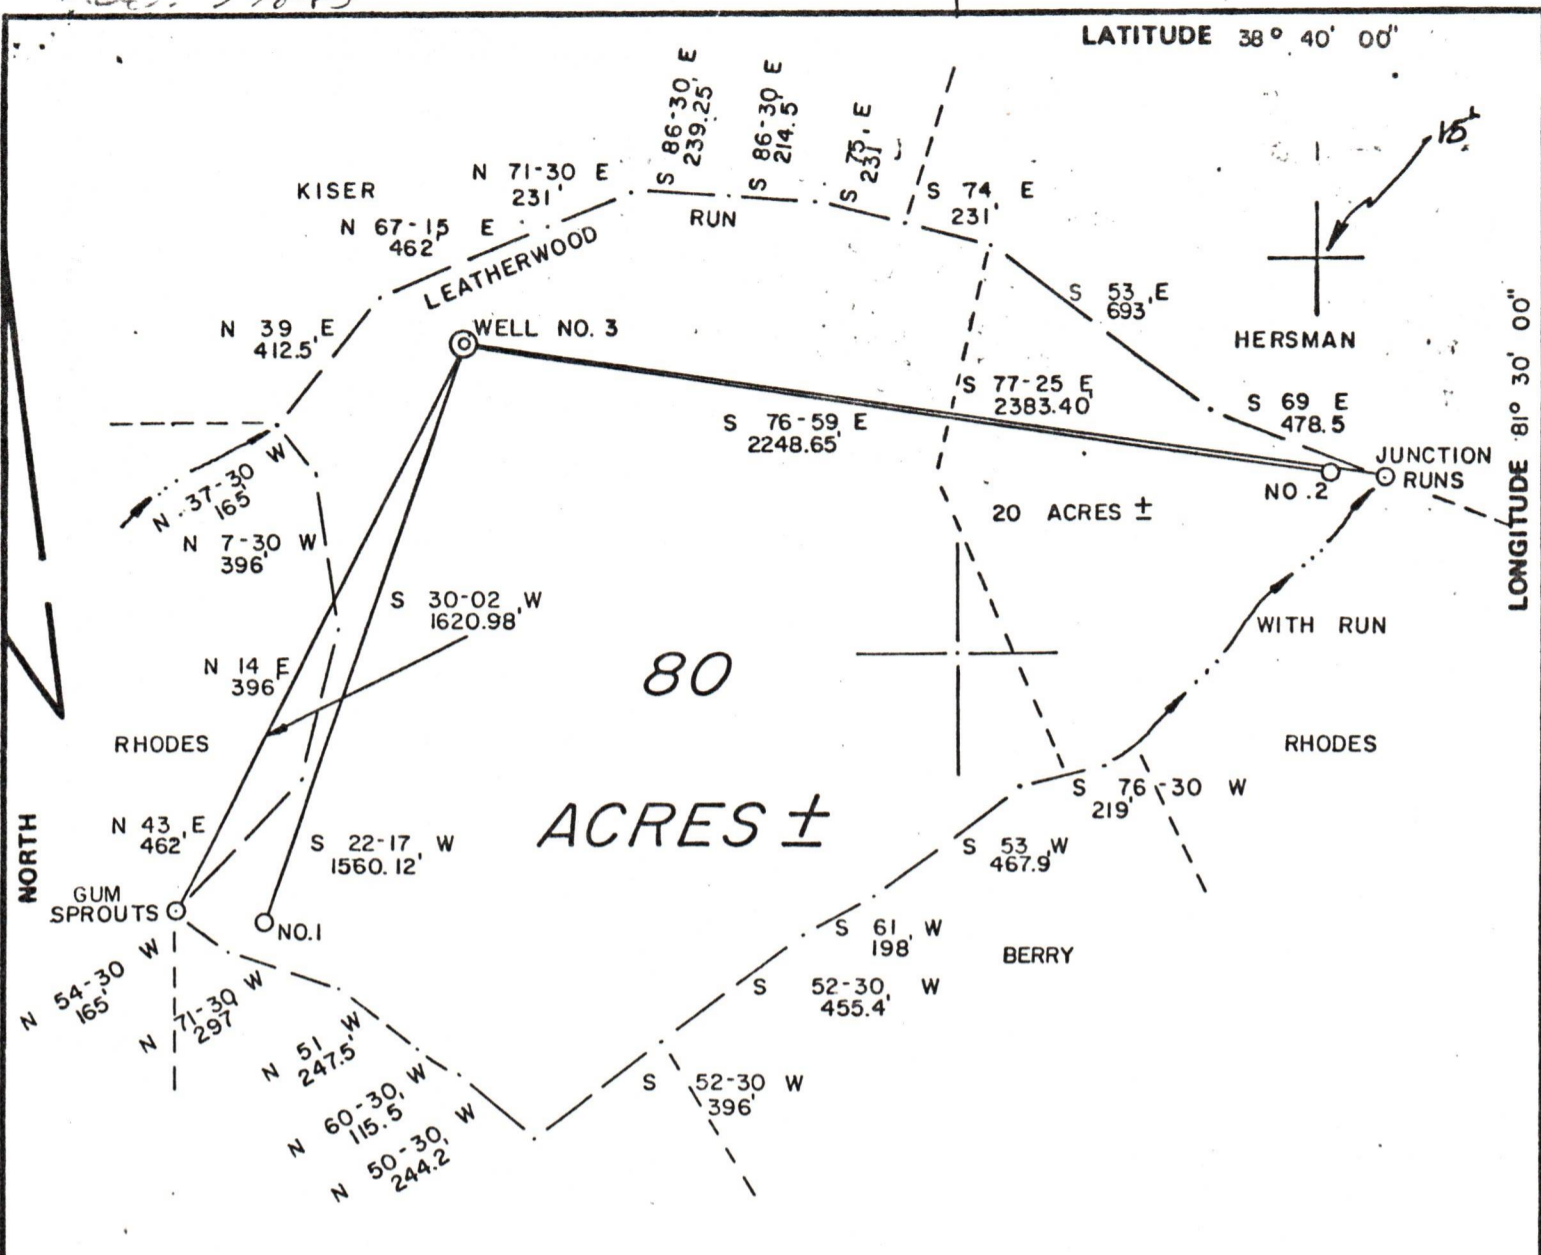 LATITUDE 38° 40' 00"
S 86-30 E
239.25'
S 86-30 E
214.5'
S 75 E
231'
S 74 E
231'
15
N 71-30 E
231'
KISER
RUN
N 67-15 E
462'
LEATHERWOOD
S 53 E
693'
N 39 E
412.5'
WELL NO. 3
HERSMAN
LONGITUDE 81° 30' 00"
S 77-25 E
2383.40'
S 76-59 E
2248.65'
S 69 E
478.5
JUNCTION
RUNS
NO. 2
N 37-30 W
165'
20 ACRES ±
N 7-30 W
396'
S 30-02 W
1620.98'
WITH RUN
N 14 E
396'
80
RHODES
RHODES
S 76-30 W
219'
ACRES ±
N 43 E
462'
S 22-17 W
1560.12'
S 53 W
467.9'
NORTH
GUM
SPROUTS
NO. 1
S 61 W
198'
BERRY
N 54-30 W
165'
N 71-30 W
297'
S 52-30 W
455.4'
N 51 W
247.5'
N 60-30 W
115.5'
S 52-30 W
396'
N 50-30 W
244.2'